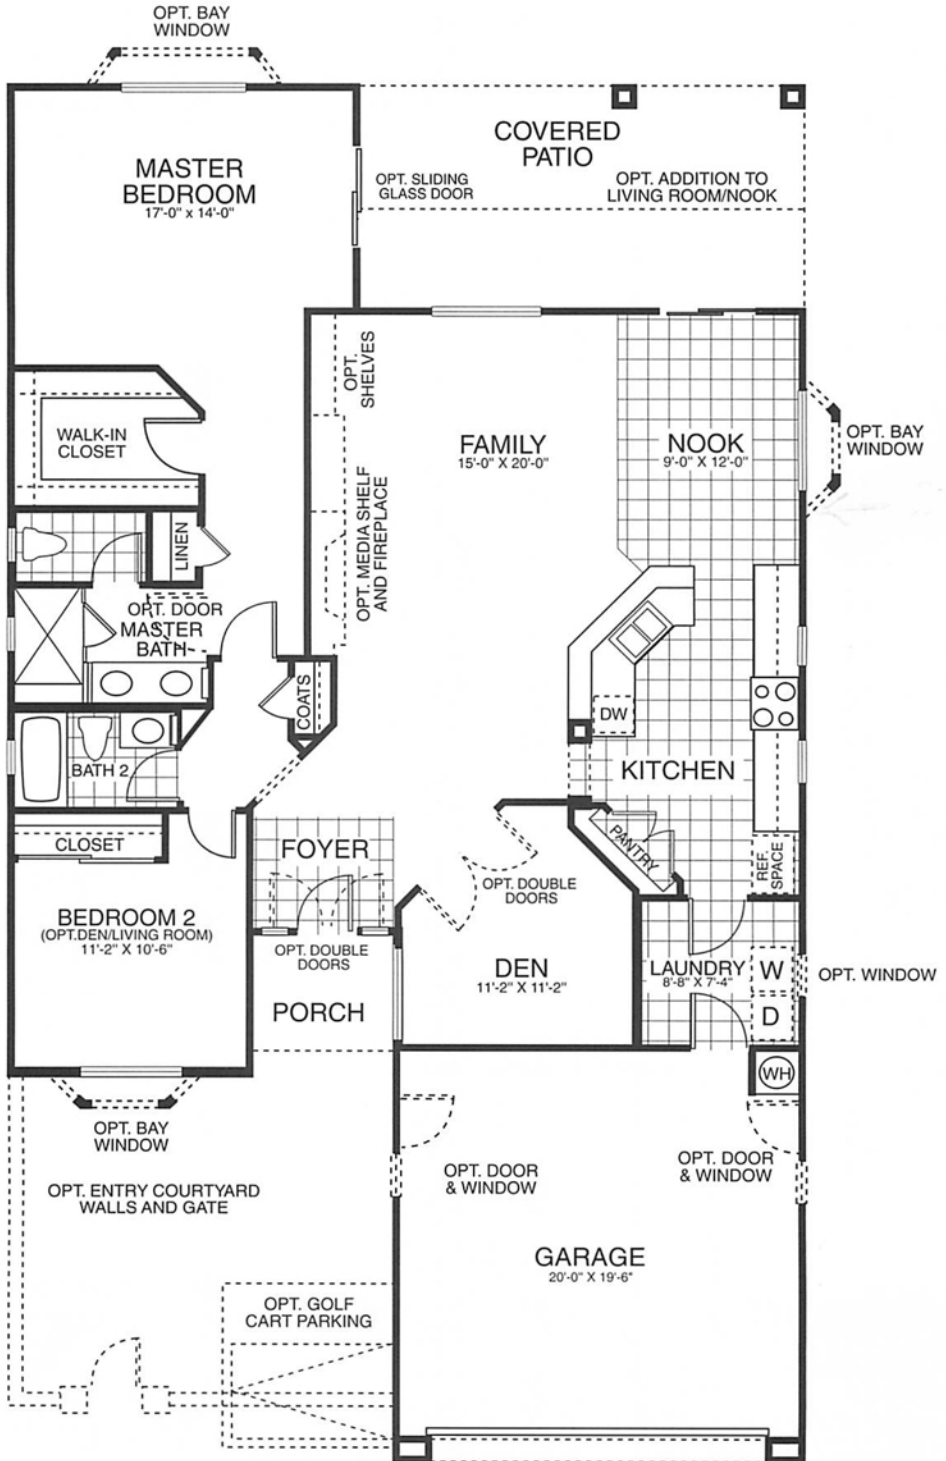 OPT. BAY
WINDOW
COVERED
PATIO
MASTER
BEDROOM
17'-0" x 14'-0"
OPT. SLIDING
GLASS DOOR
OPT. ADDITION TO
LIVING ROOM/NOOK
OPT.
SHELVES
WALK-IN
CLOSET
FAMILY
15'-0" X 20'-0"
NOOK
9'-0" X 12'-0"
OPT. BAY
WINDOW
OPT. MEDIA SHELF
AND FIREPLACE
LINEN
OPT. DOOR
MASTER
BATH
COATS
DW
BATH 2
KITCHEN
CLOSET
FOYER
PANTRY
REF.
SPACE
OPT. DOUBLE
DOORS
BEDROOM 2
(OPT.DEN/LIVING ROOM)
11'-2" X 10'-6"
OPT. DOUBLE
DOORS
DEN
11'-2" X 11'-2"
LAUNDRY
8'-8" X 7'-4"
W
OPT. WINDOW
PORCH
D
WH
OPT. BAY
WINDOW
OPT. DOOR
& WINDOW
OPT. DOOR
& WINDOW
OPT. ENTRY COURTYARD
WALLS AND GATE
GARAGE
20'-0" X 19'-6"
OPT. GOLF
CART PARKING